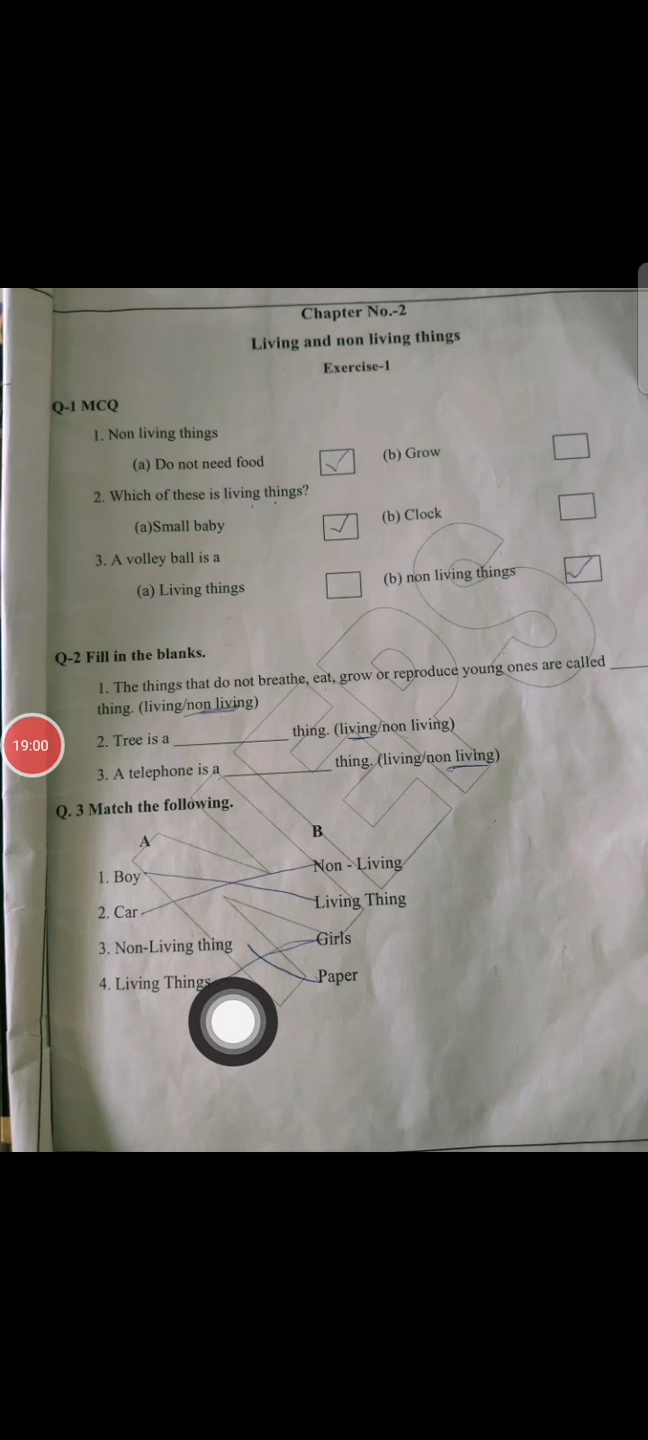 Chapter No.-2
Living and non living things
Exercise-1
Q-1 MCQ
1. Non living things
(a) Do not need food (b) Grow
2. Which of these is living things?
(a)Small baby (b) Clock
3. A volley ball is a
(a) Living things (b) non living things
Q-2 Fill in the blanks.
1. The things that do not breathe, eat, grow or reproduce young ones are called ____
thing. (living/non living)
2. Tree is a ____________ thing. (living/non living)
3. A telephone is a ____________ thing. (living/non living)
19:00
Q. 3 Match the following.
A B
1. Boy Non - Living
2. Car Living Thing
3. Non-Living thing Girls
4. Living Things Paper